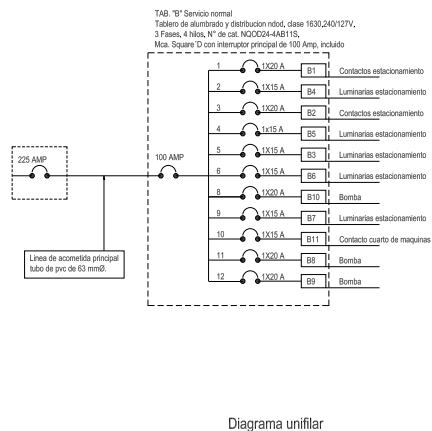 TAB. "B" Servicio normal
Tablero de alumbrado y distribucion ndod, clase 1630,240/127V,
3 Fases, 4 hilos, N° de cat. NQOD24-4AB11S,
Mca. Square´D con interruptor principal de 100 Amp, incluido
1 1X20 A B1 Contactos estacionamiento
2 1X15 A B4 Luminarias estacionamiento
3 1X20 A B2 Contactos estacionamiento
4 1x15 A B5 Luminarias estacionamiento
225 AMP 100 AMP
5 1X15 A B3 Luminarias estacionamiento
6 1X15 A B6 Luminarias estacionamiento
8 1X20 A B10 Bomba
9 1X15 A B7 Luminarias estacionamiento
10 1X15 A B11 Contacto cuarto de maquinas
11 1X20 A B8 Bomba
12 1X20 A B9 Bomba
Linea de acometida principal
tubo de pvc de 63 mmØ.
Diagrama unifilar